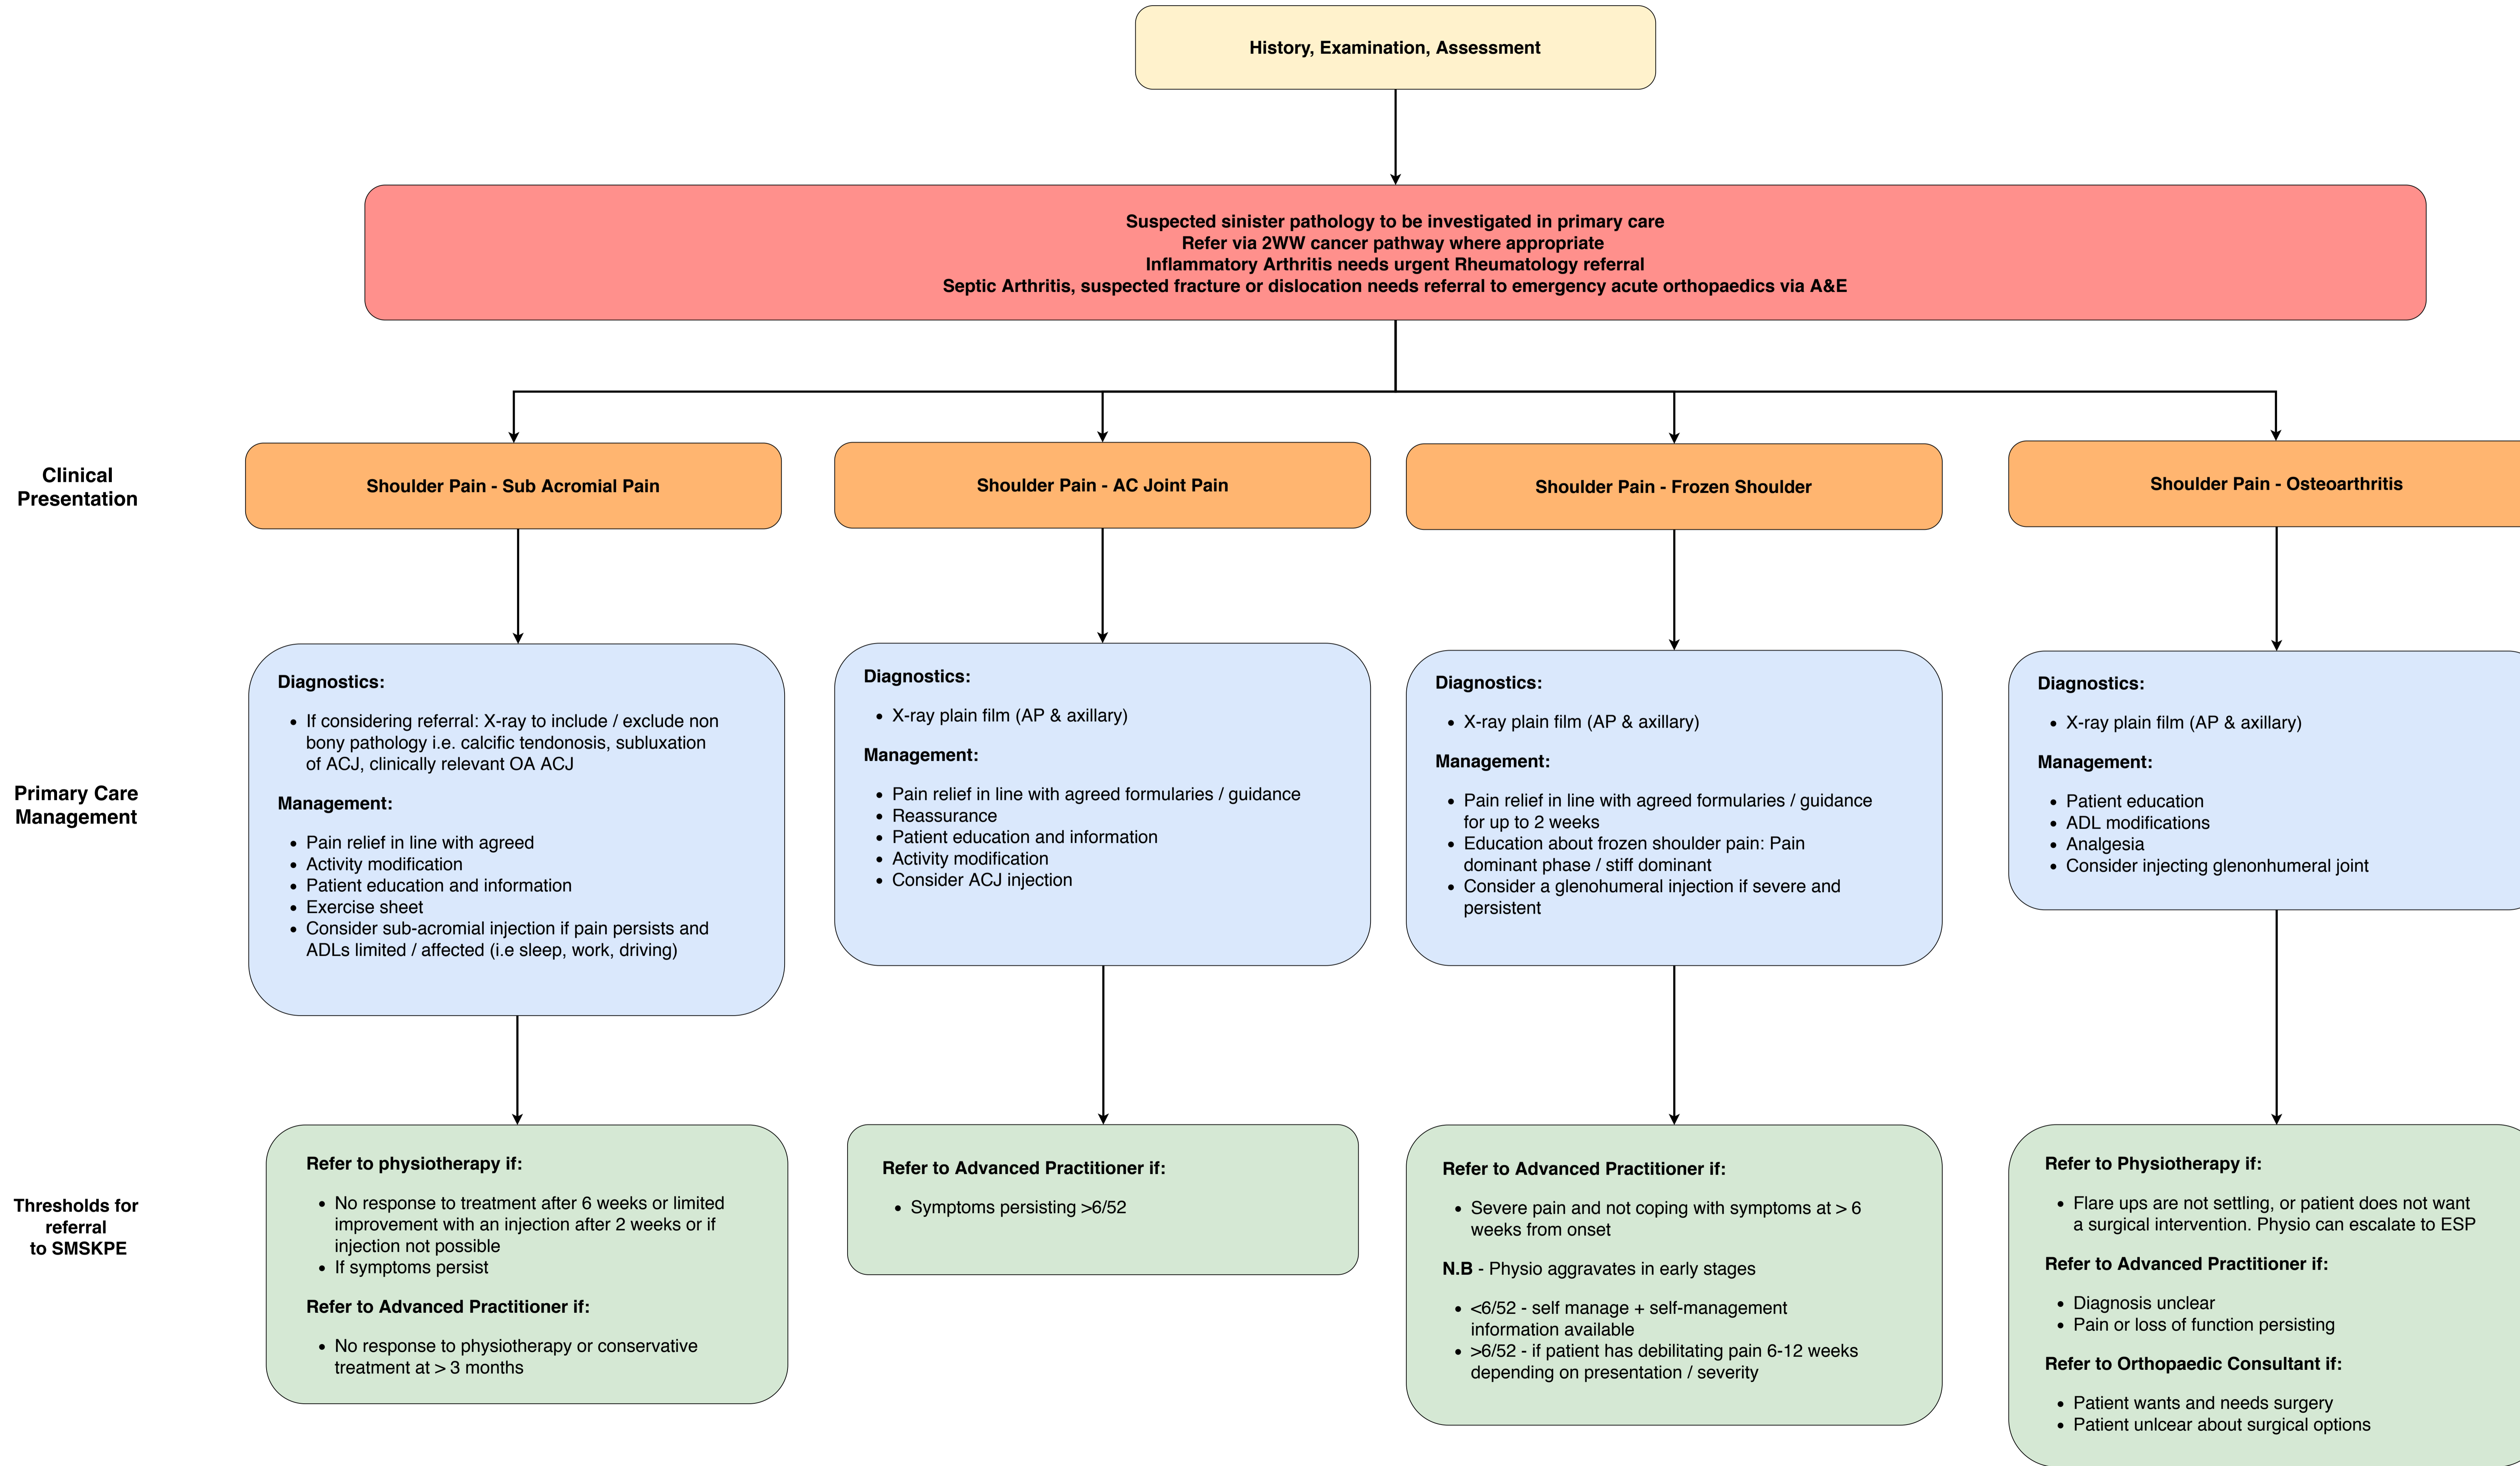 History, Examination, Assessment
Suspected sinister pathology to be investigated in primary care
Refer via 2WW cancer pathway where appropriate
Inflammatory Arthritis needs urgent Rheumatology referral
Septic Arthritis, suspected fracture or dislocation needs referral to emergency acute orthopaedics via A&E
Clinical
Presentation
Shoulder Pain - Sub Acromial Pain
Shoulder Pain - AC Joint Pain
Shoulder Pain - Frozen Shoulder
Shoulder Pain - Osteoarthritis
Primary Care
Management
Diagnostics:
• If considering referral: X-ray to include / exclude non
bony pathology i.e. calcific tendonosis, subluxation
of ACJ, clinically relevant OA ACJ
Management:
• Pain relief in line with agreed
• Activity modification
• Patient education and information
• Exercise sheet
• Consider sub-acromial injection if pain persists and
ADLs limited / affected (i.e sleep, work, driving)
Diagnostics:
• X-ray plain film (AP & axillary)
Management:
• Pain relief in line with agreed formularies / guidance
• Reassurance
• Patient education and information
• Activity modification
• Consider ACJ injection
Diagnostics:
• X-ray plain film (AP & axillary)
Management:
• Pain relief in line with agreed formularies / guidance
for up to 2 weeks
• Education about frozen shoulder pain: Pain
dominant phase / stiff dominant
• Consider a glenohumeral injection if severe and
persistent
Diagnostics:
• X-ray plain film (AP & axillary)
Management:
• Patient education
• ADL modifications
• Analgesia
• Consider injecting glenonhumeral joint
Thresholds for
referral
to SMSKPE
Refer to physiotherapy if:
• No response to treatment after 6 weeks or limited
improvement with an injection after 2 weeks or if
injection not possible
• If symptoms persist
Refer to Advanced Practitioner if:
• No response to physiotherapy or conservative
treatment at > 3 months
Refer to Advanced Practitioner if:
• Symptoms persisting >6/52
Refer to Advanced Practitioner if:
• Severe pain and not coping with symptoms at > 6
weeks from onset
N.B - Physio aggravates in early stages
• <6/52 - self manage + self-management
information available
• >6/52 - if patient has debilitating pain 6-12 weeks
depending on presentation / severity
Refer to Physiotherapy if:
• Flare ups are not settling, or patient does not want
a surgical intervention. Physio can escalate to ESP
Refer to Advanced Practitioner if:
• Diagnosis unclear
• Pain or loss of function persisting
Refer to Orthopaedic Consultant if:
• Patient wants and needs surgery
• Patient unlcear about surgical options